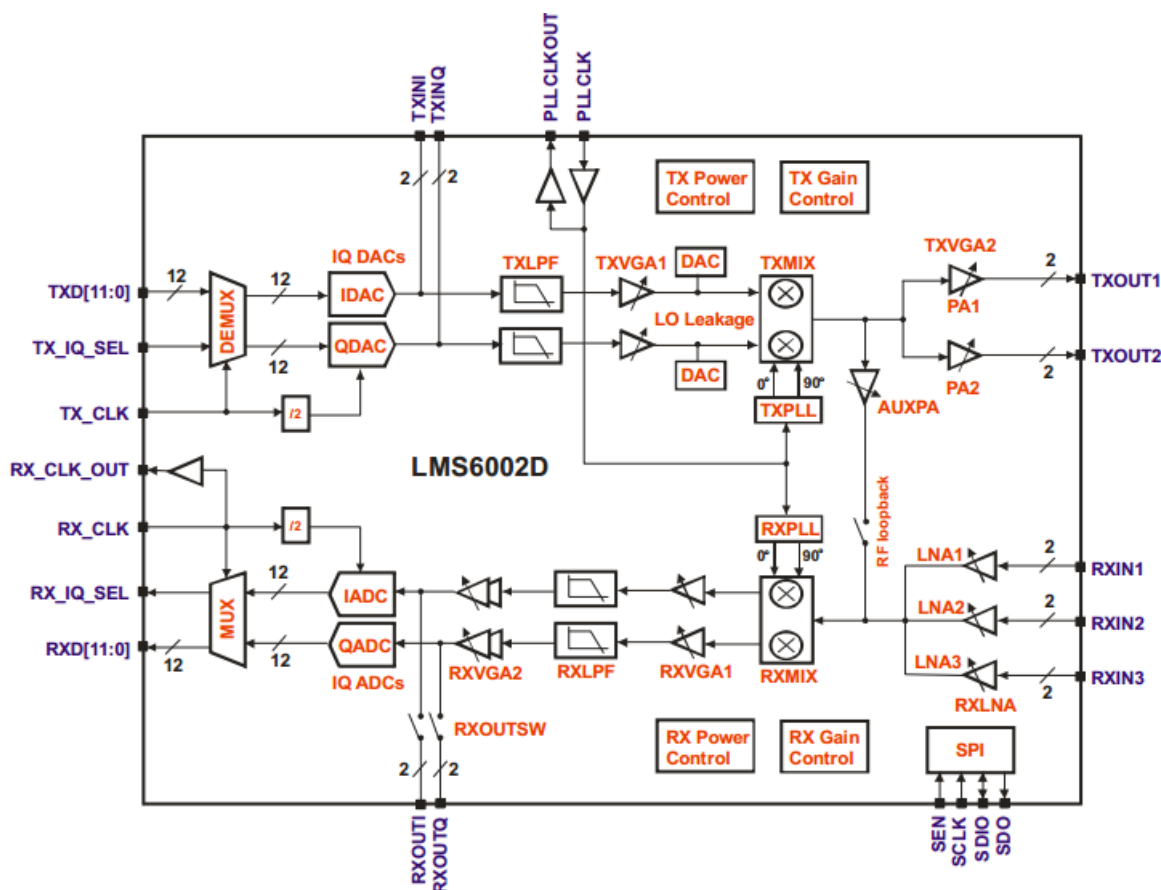 TXINI
TXINQ
PLLCLKOUT
PLLCLK
2
2
TX Power
Control
TX Gain
Control
TXVGA2
IQ DACs
TXLPF
TXVGA1
DAC
TXMIX
2
TXD[11:0]
12
12
IDAC
PA1
TXOUT1
DEMUX
LO Leakage
TX_IQ_SEL
12
QDAC
DAC
PA2
2
TXOUT2
0°
90°
AUXPA
TX_CLK
/2
TXPLL
RX_CLK_OUT
LMS6002D
RF loopback
RX_CLK
/2
RXPLL
0°
90°
LNA1
2
RXIN1
RX_IQ_SEL
12
IADC
MUX
LNA2
2
RXIN2
RXD[11:0]
12
12
QADC
IQ ADCs
RXVGA2
RXLPF
RXVGA1
RXMIX
LNA3
RXLNA
2
RXIN3
RXOUTSW
RX Power
Control
RX Gain
Control
SPI
2
2
RXOUTI
RXOUTQ
SEN
SCLK
SDIO
SDO